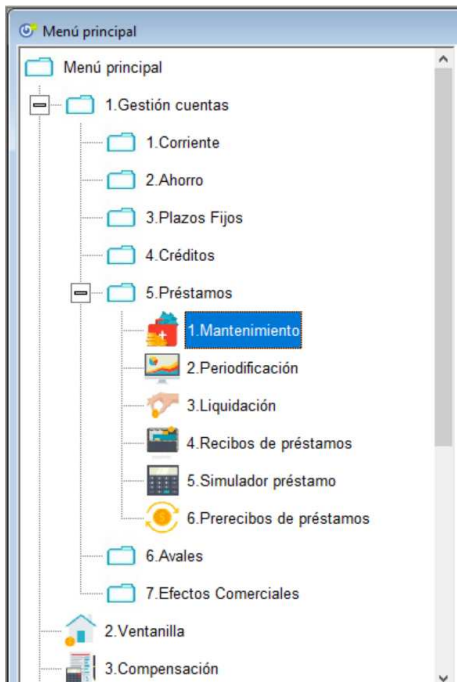 Menú principal
Menú principal
1.Gestión cuentas
1.Corriente
2.Ahorro
3.Plazos Fijos
4.Créditos
5.Préstamos
1.Mantenimiento
2.Periodificación
3.Liquidación
4.Recibos de préstamos
5.Simulador préstamo
6.Prerecibos de préstamos
6.Avales
7.Efectos Comerciales
2.Ventanilla
3.Compensación